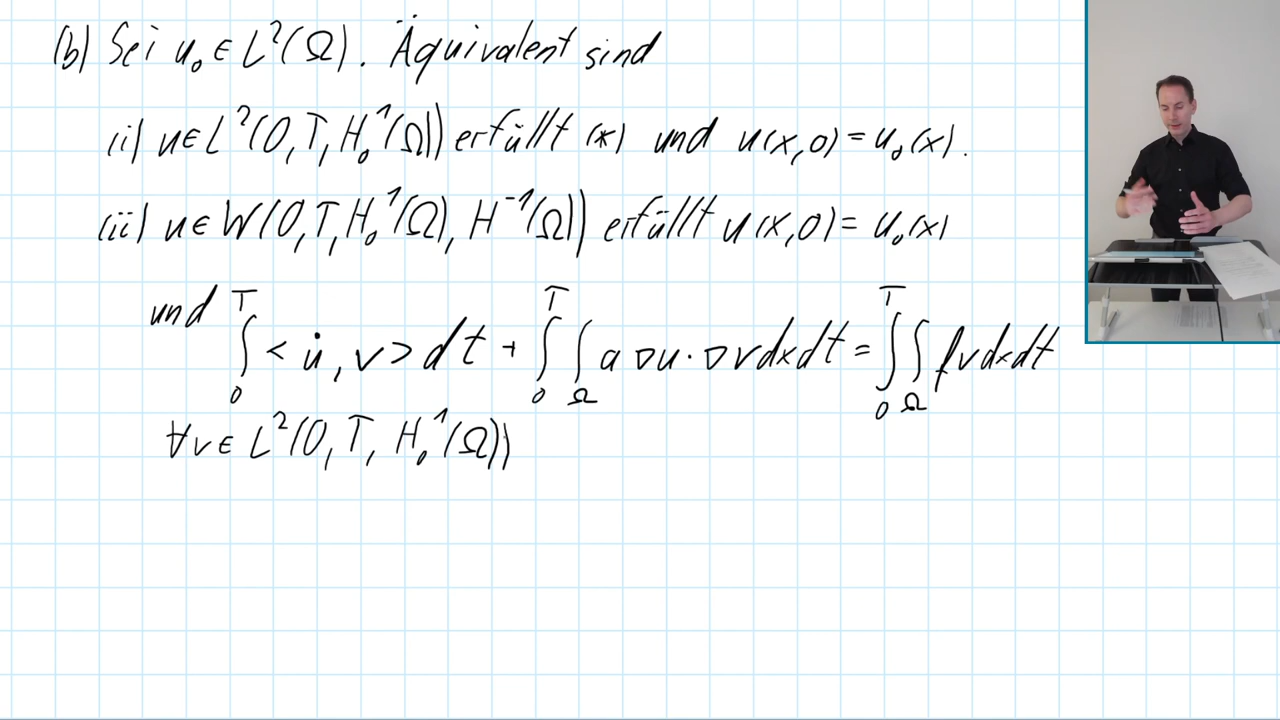 (b) Sei u₀ ∈ L²(Ω). Äquivalent sind
(i) u ∈ L²(0,T, H₀¹(Ω)) erfüllt (*) und u(x,0) = u₀(x).
(ii) u ∈ W(0,T, H₀¹(Ω), H⁻¹(Ω)) erfüllt u(x,0) = u₀(x)
und ∫₀ᵀ < u̇, v > dt + ∫₀ᵀ ∫_Ω a ∇u · ∇v dx dt = ∫₀ᵀ ∫_Ω f v dx dt
∀v ∈ L²(0,T, H₀¹(Ω))